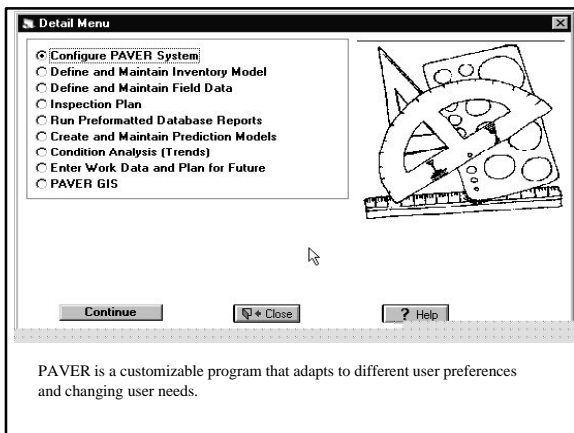 Detail Menu
Configure PAVER System
Define and Maintain Inventory Model
Define and Maintain Field Data
Inspection Plan
Run Preformatted Database Reports
Create and Maintain Prediction Models
Condition Analysis (Trends)
Enter Work Data and Plan for Future
PAVER GIS
Continue
Close
? Help
PAVER is a customizable program that adapts to different user preferences
and changing user needs.